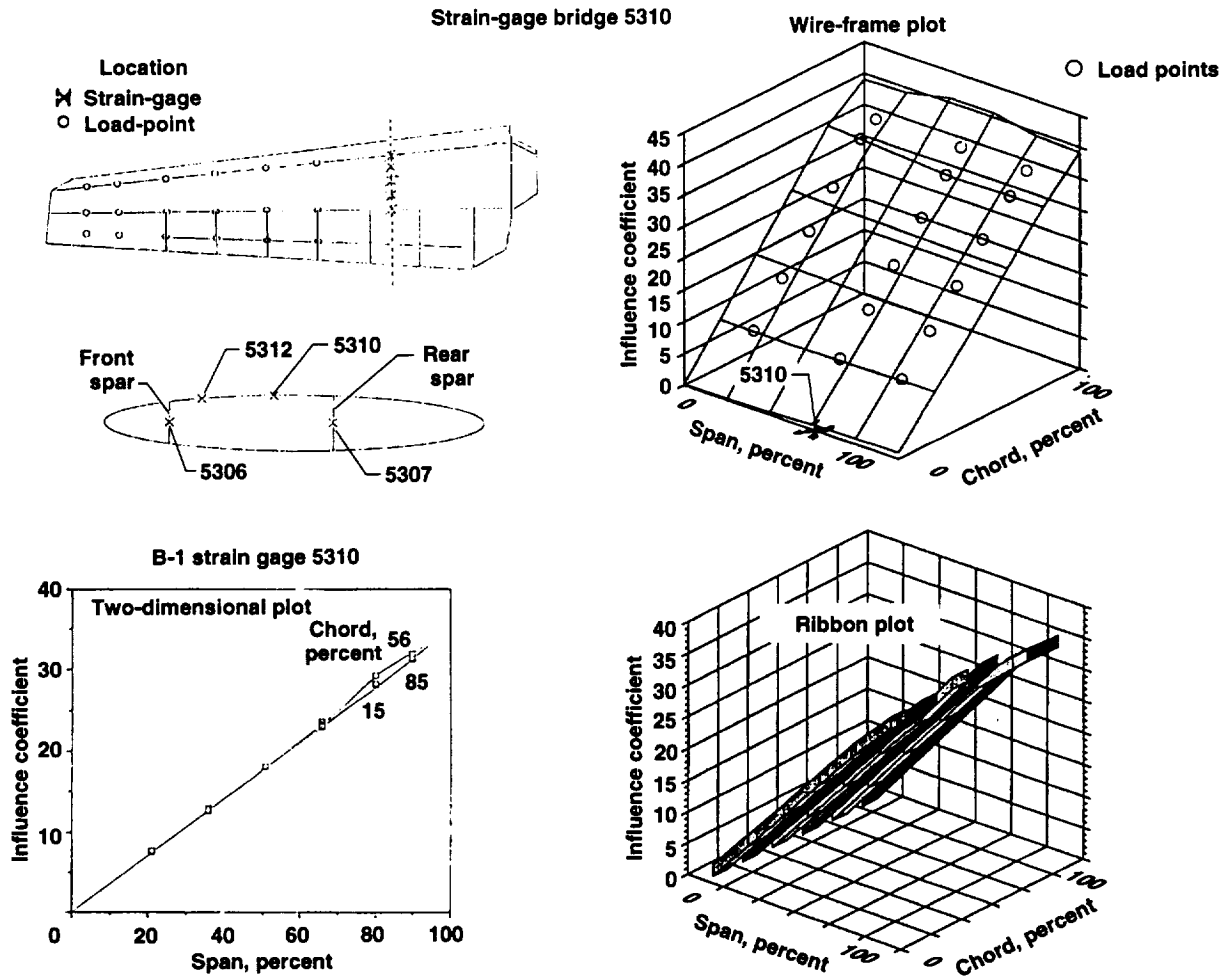 Strain-gage bridge 5310
Location
Strain-gage
Load-point
Front
spar
5312
5310
Rear
spar
5306
5307
Wire-frame plot
Load points
45
40
35
30
25
20
15
10
5
0
Influence coefficient
5310
0
Span, percent
100
0
Chord, percent
100
B-1 strain gage 5310
Two-dimensional plot
Chord,
percent
56
85
15
40
30
20
10
Influence coefficient
0
20
40
60
80
100
Span, percent
Ribbon plot
40
35
30
25
20
15
10
5
0
Influence coefficient
0
Span, percent
100
0
Chord, percent
100